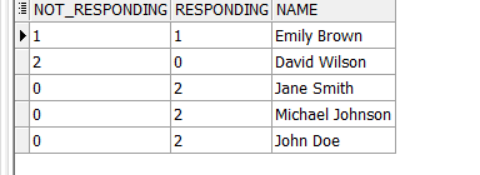 NOT_RESPONDING RESPONDING NAME
1 1 Emily Brown
2 0 David Wilson
0 2 Jane Smith
0 2 Michael Johnson
0 2 John Doe